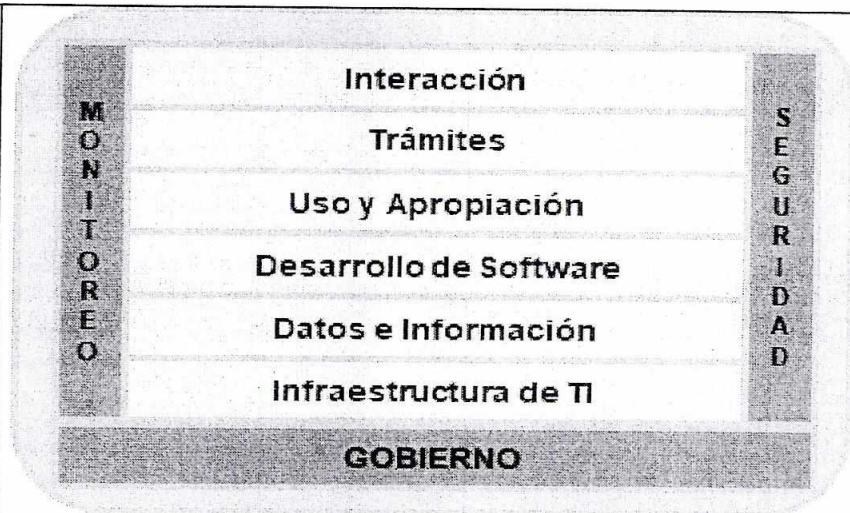 MONITOREO
Interacción
Trámites
Uso y Apropiación
Desarrollo de Software
Datos e Información
Infraestructura de TI
SEGURIDAD
GOBIERNO